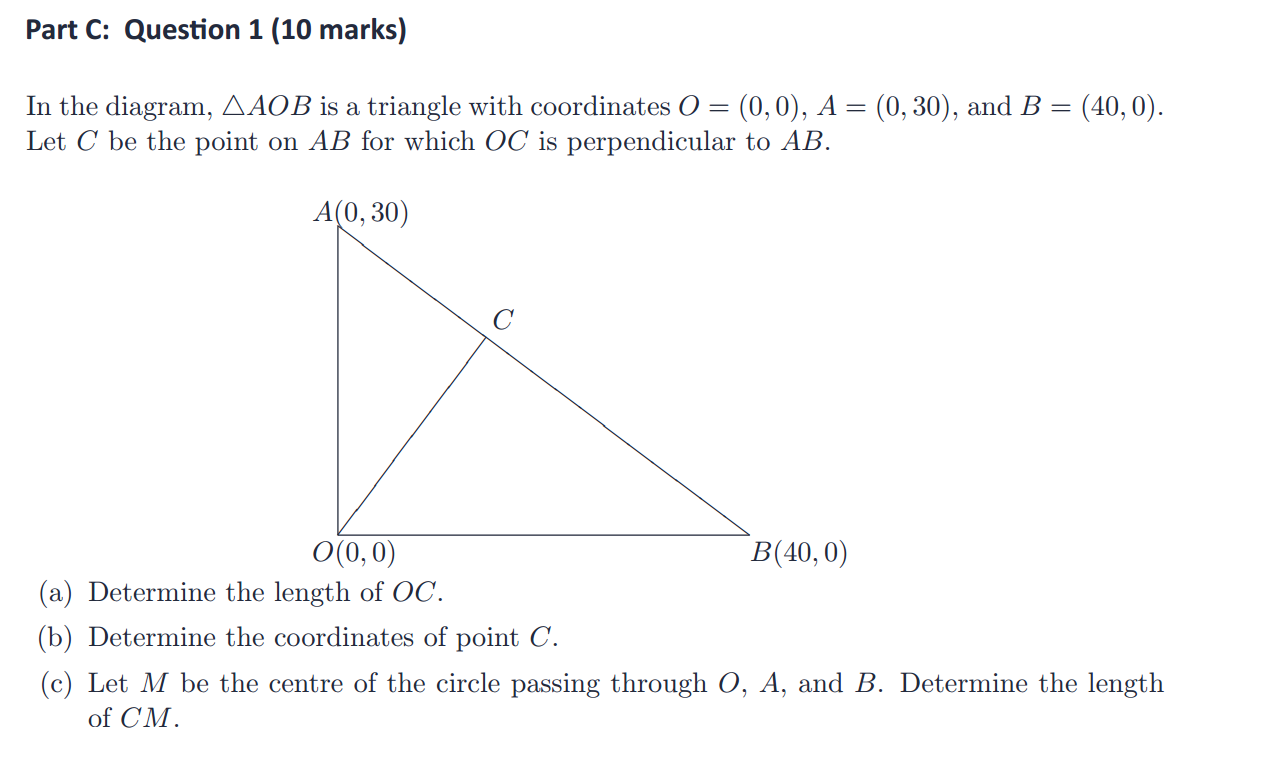 Part C: Question 1 (10 marks)
In the diagram, △AOB is a triangle with coordinates O = (0, 0), A = (0, 30), and B = (40, 0).
Let C be the point on AB for which OC is perpendicular to AB.
A(0, 30)
C
O(0, 0)
B(40, 0)
(a) Determine the length of OC.
(b) Determine the coordinates of point C.
(c) Let M be the centre of the circle passing through O, A, and B. Determine the length
of CM.